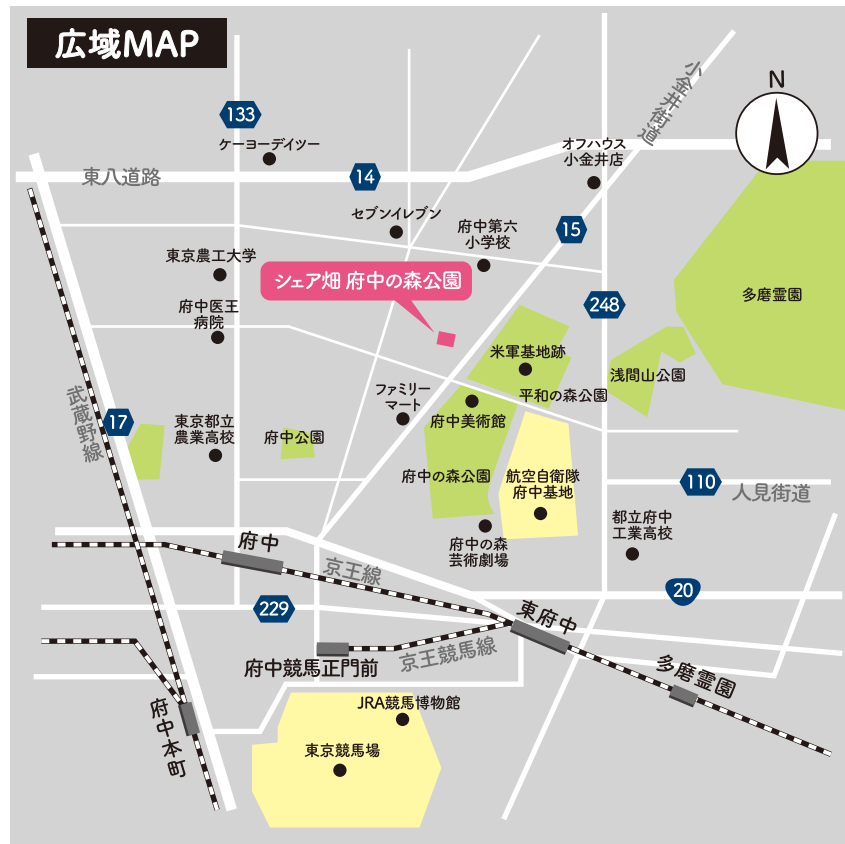 広域MAP
N
小金井街道
133
ケーヨーデイツー
オフハウス
小金井店
東八道路
14
セブンイレブン
府中第六
小学校
15
東京農工大学
シェア畑 府中の森公園
多磨霊園
248
府中医王
病院
米軍基地跡
浅間山公園
平和の森公園
ファミリー
マート
武蔵野線
17
東京都立
農業高校
府中公園
府中美術館
府中の森公園
航空自衛隊
府中基地
110
人見街道
都立府中
工業高校
府中の森
芸術劇場
府中
京王線
20
229
東府中
府中競馬正門前
京王競馬線
多磨霊園
府中本町
JRA競馬博物館
東京競馬場